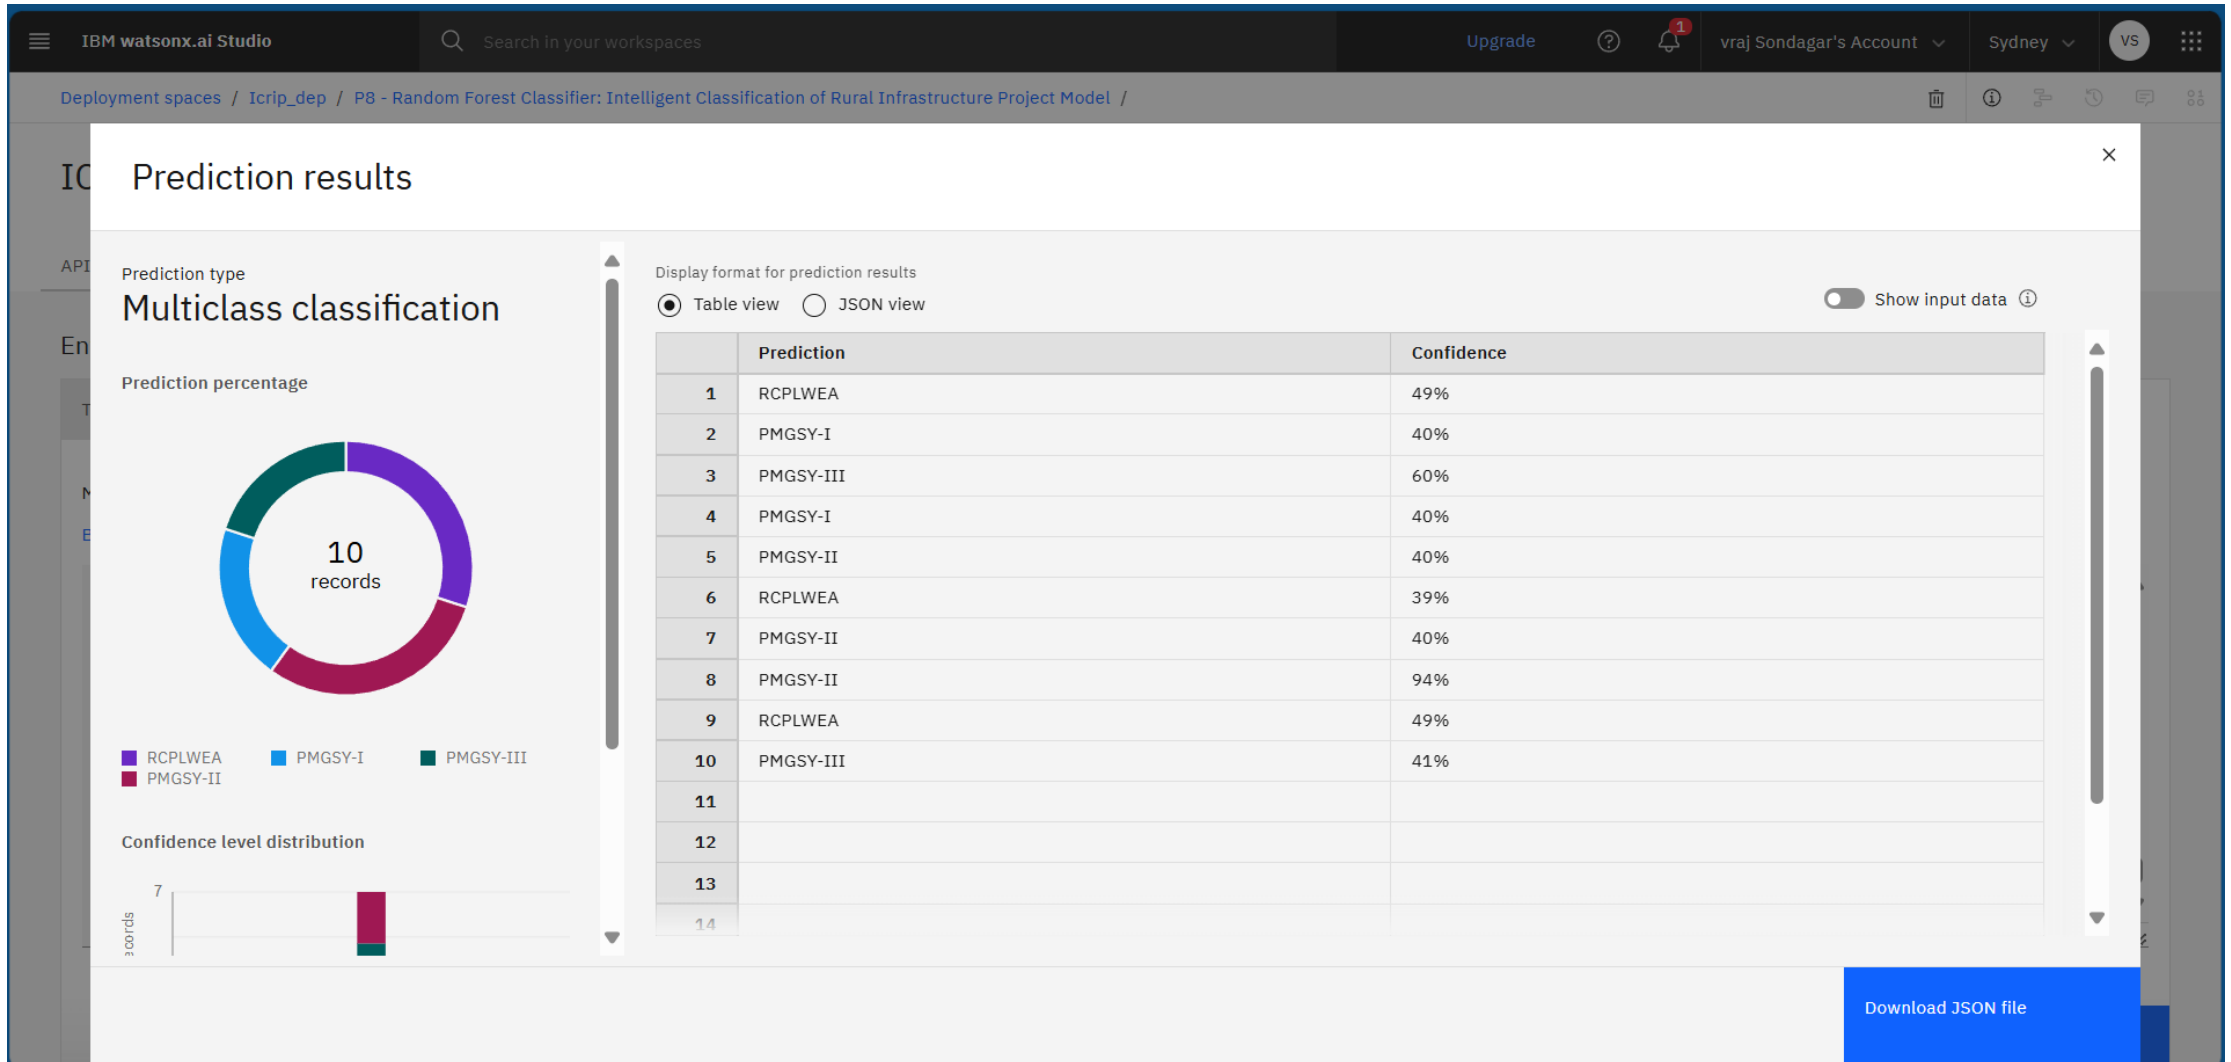 IBM watsonx.ai Studio
Search in your workspaces
Upgrade
1
vraj Sondagar's Account
Sydney
VS
Deployment spaces / Icrip_dep / P8 - Random Forest Classifier: Intelligent Classification of Rural Infrastructure Project Model /
Prediction results
API
Prediction type
Multiclass classification
Prediction percentage
10
records
RCPLWEA PMGSY-I PMGSY-III
PMGSY-II
Confidence level distribution
7
Display format for prediction results
Table view JSON view
Show input data
Prediction Confidence
1 RCPLWEA 49%
2 PMGSY-I 40%
3 PMGSY-III 60%
4 PMGSY-I 40%
5 PMGSY-II 40%
6 RCPLWEA 39%
7 PMGSY-II 40%
8 PMGSY-II 94%
9 RCPLWEA 49%
10 PMGSY-III 41%
11
12
13
14
Download JSON file